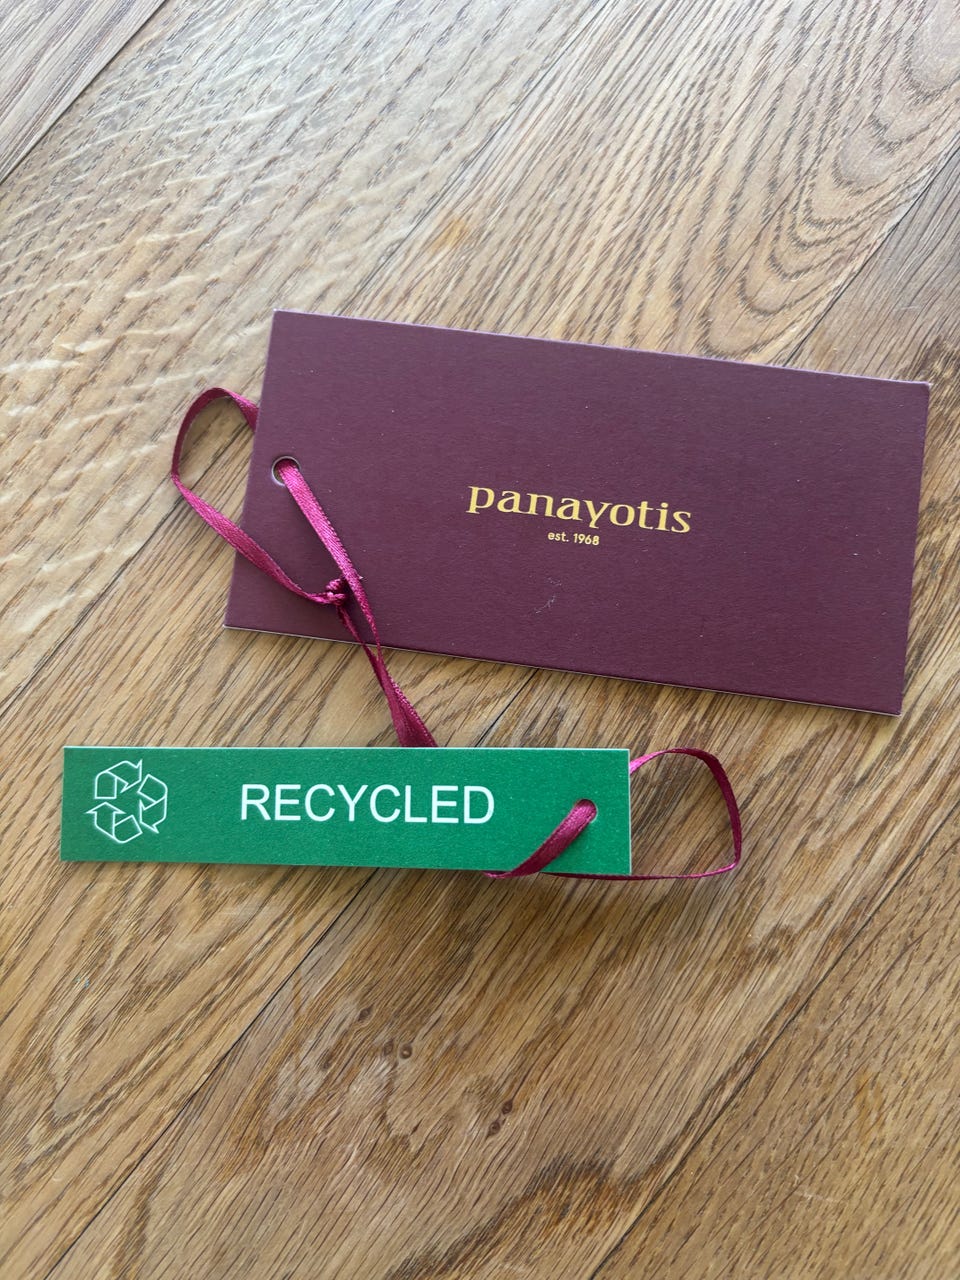 panayotis
est. 1968
RECYCLED